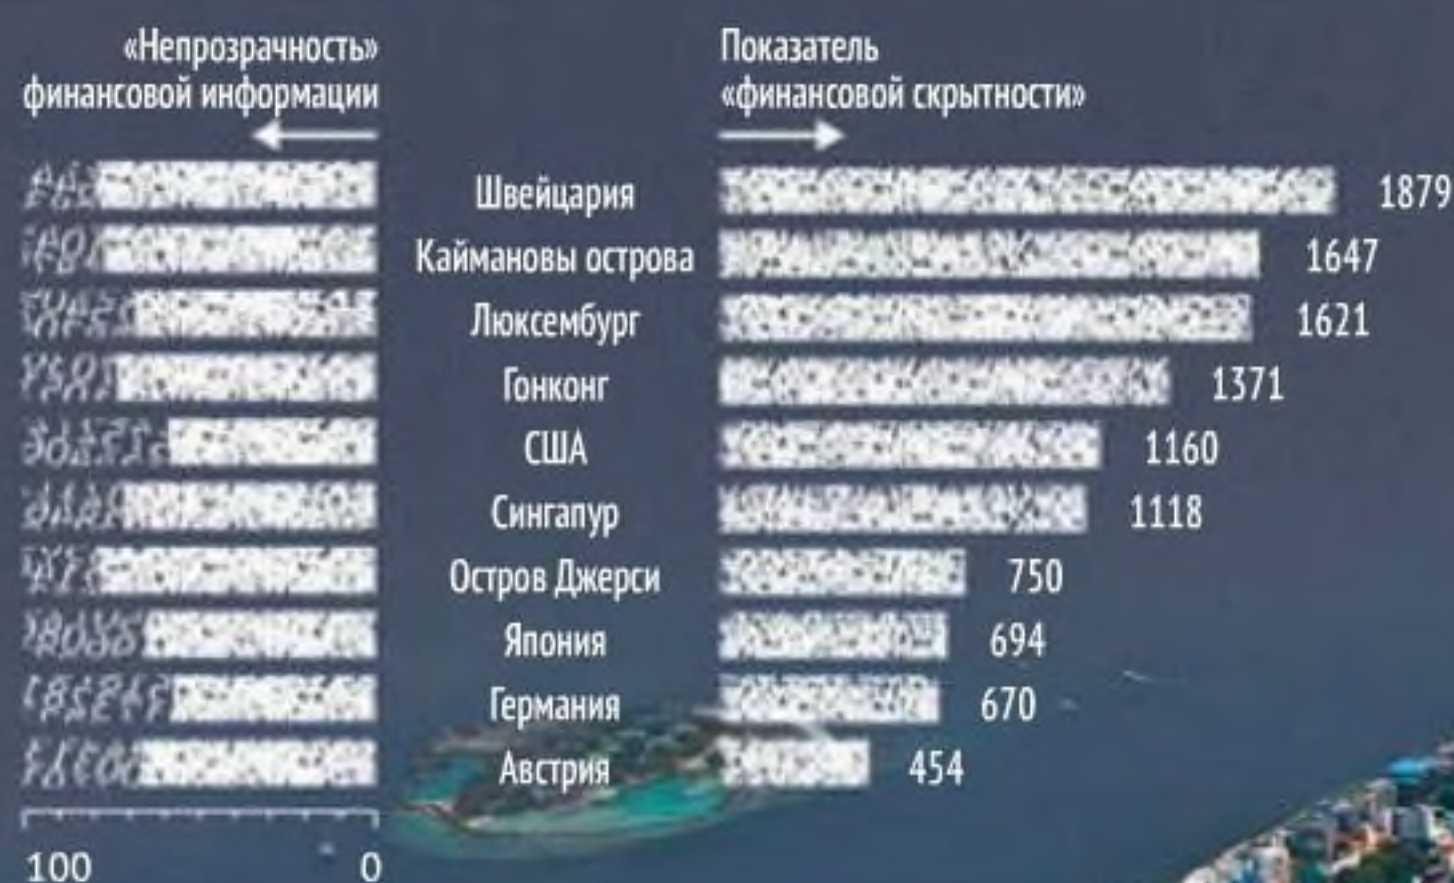 «Непрозрачность»
финансовой информации
Показатель
«финансовой скрытности»
Швейцария 1879
Каймановы острова 1647
Люксембург 1621
Гонконг 1371
США 1160
Сингапур 1118
Остров Джерси 750
Япония 694
Германия 670
Австрия 454
100 0